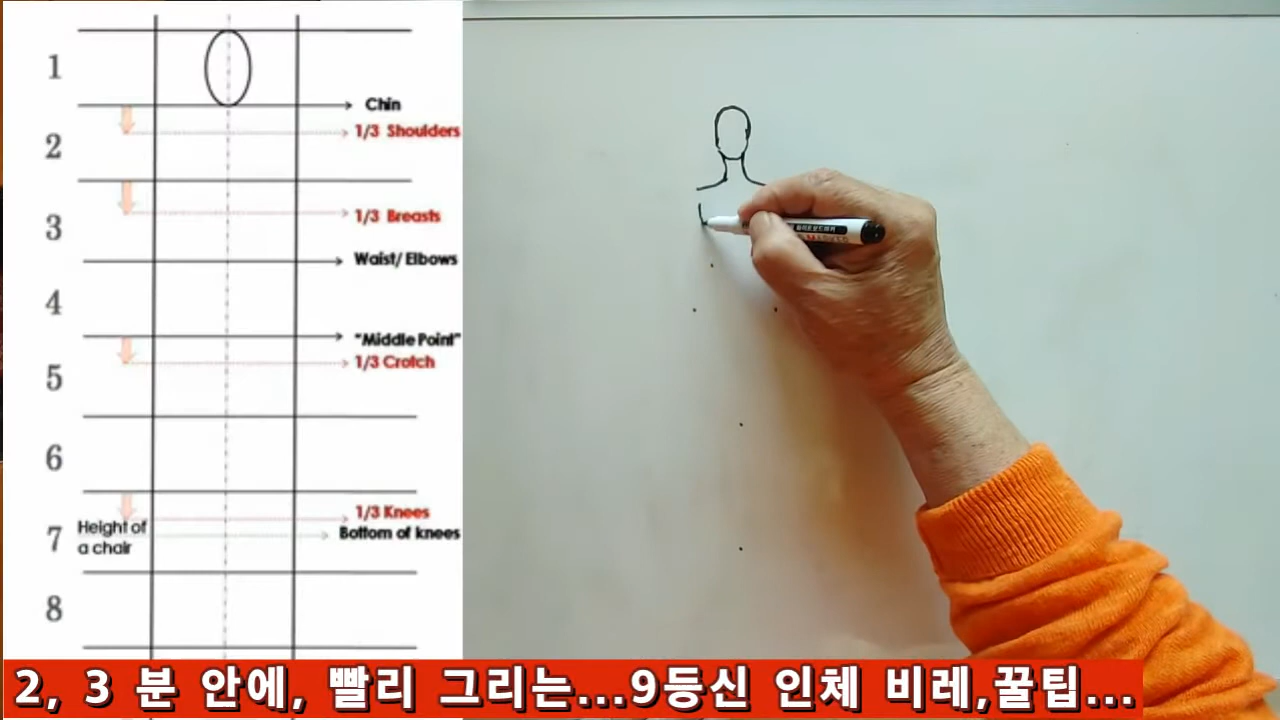 1
Chin
1/3 Shoulders
2
1/3 Breasts
3
Waist/ Elbows
4
"Middle Point"
1/3 Crotch
5
6
1/3 Knees
Height of
a chair
7
Bottom of knees
8
2, 3 분 안에, 빨리 그리는...9등신 인체 비레,꿀팁...